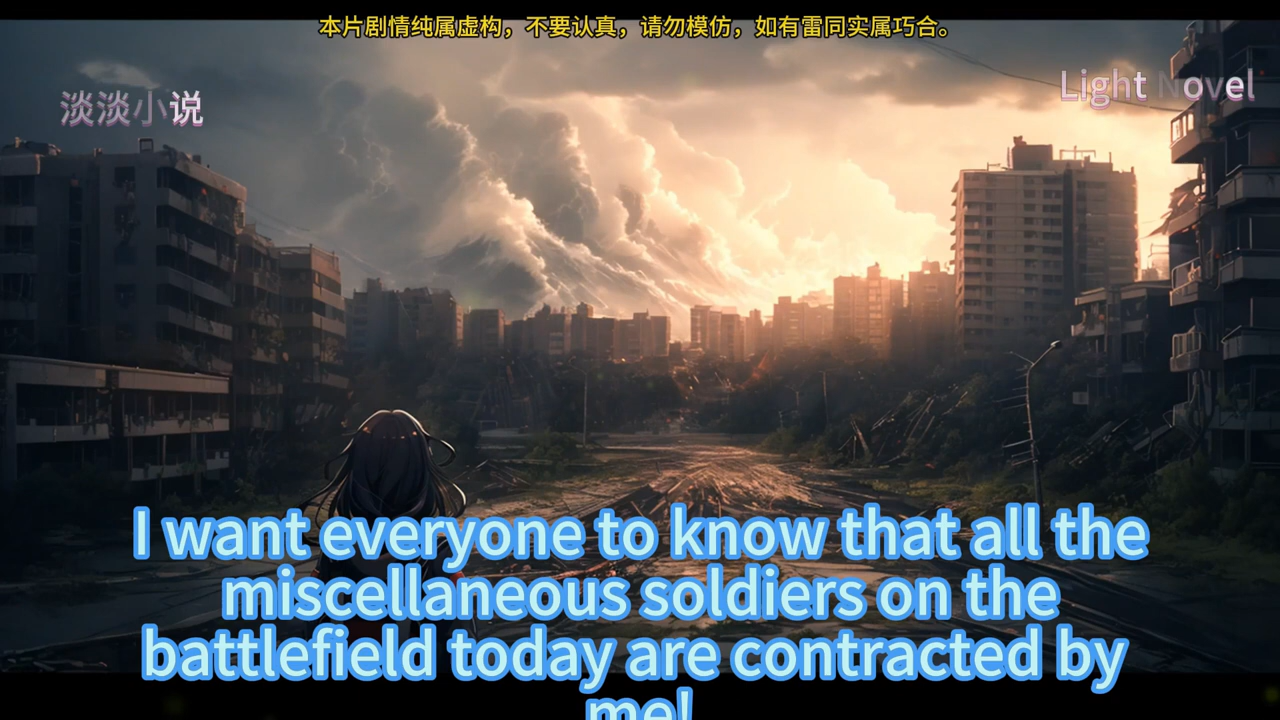 本片剧情纯属虚构，不要认真，请勿模仿，如有雷同实属巧合。
淡淡小说
Light Novel
I want everyone to know that all the
miscellaneous soldiers on the
battlefield today are contracted by
me!